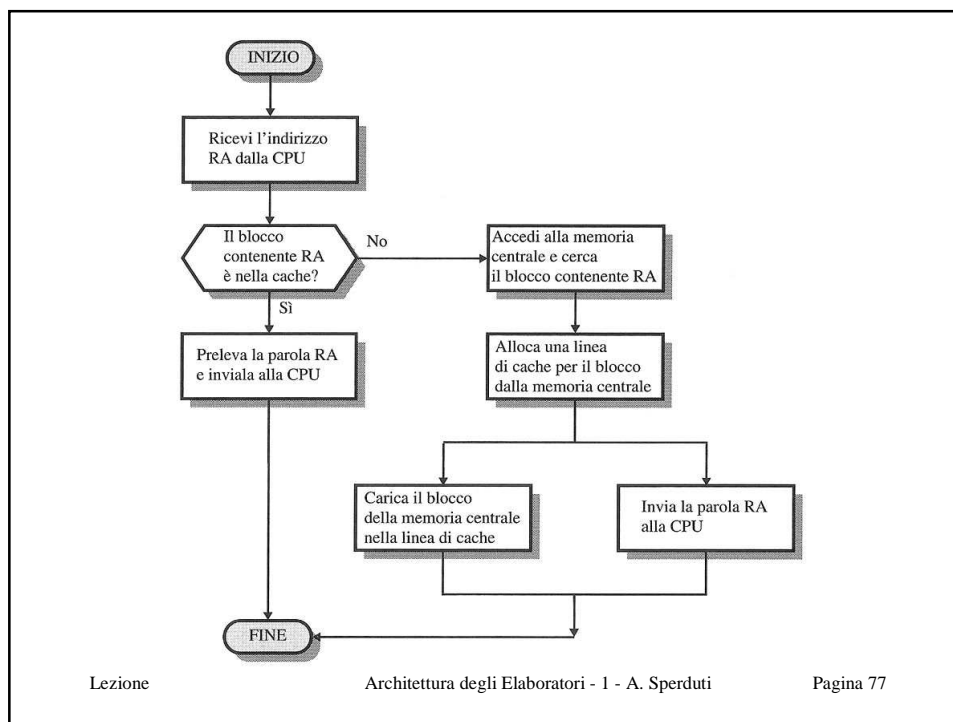 INIZIO
Ricevi l'indirizzo
RA dalla CPU
Il blocco
contenente RA
è nella cache?
No
Sì
Accedi alla memoria
centrale e cerca
il blocco contenente RA
Preleva la parola RA
e inviala alla CPU
Alloca una linea
di cache per il blocco
dalla memoria centrale
Carica il blocco
della memoria centrale
nella linea di cache
Invia la parola RA
alla CPU
FINE
Lezione Architettura degli Elaboratori - 1 - A. Sperduti Pagina 77